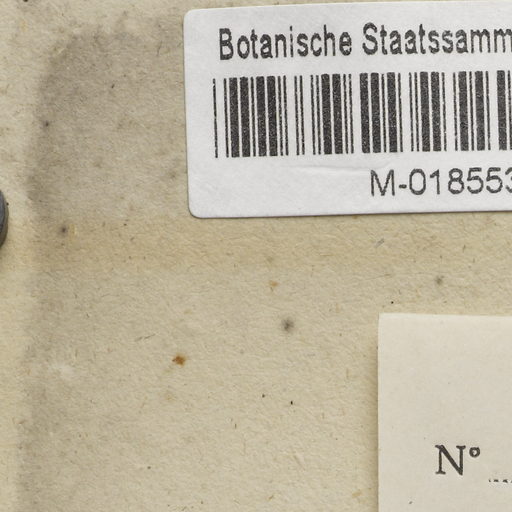 Botanische Staatssamm
M-018553
N°